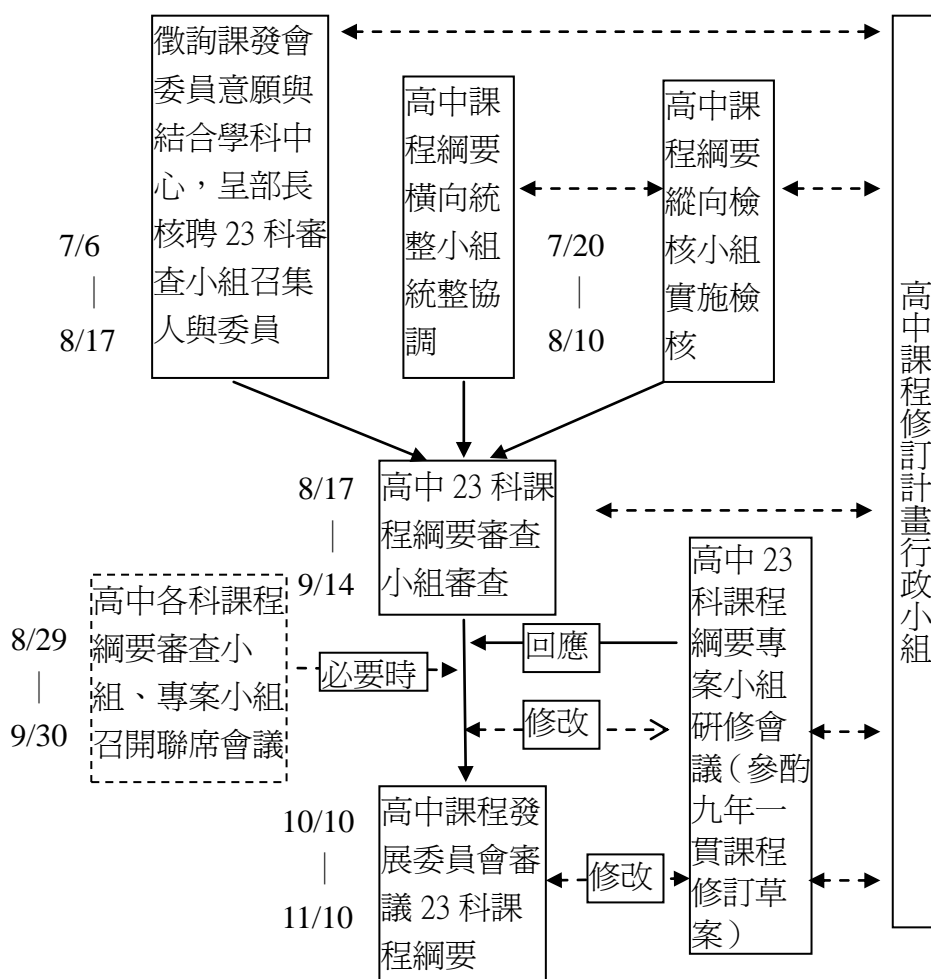 徵詢課發會
委員意願與
結合學科中
心，呈部長
核聘 23 科審
查小組召集
人與委員
7/6
|
8/17
高中課
程綱要
橫向統
整小組
統整協
調
7/20
|
8/10
高中課
程綱要
縱向檢
核小組
實施檢
核
高中課程修訂計畫行政小組
8/17
|
9/14
高中 23 科課
程綱要審查
小組審查
8/29
|
9/30
高中各科課程
綱要審查小
組、專案小組
召開聯席會議
必要時
回應
修改
高中 23
科課程
綱要專
案小組
研修會
議（參酌
九年一
貫課程
修訂草
案）
10/10
|
11/10
高中課程發
展委員會審
議 23 科課
程綱要
修改